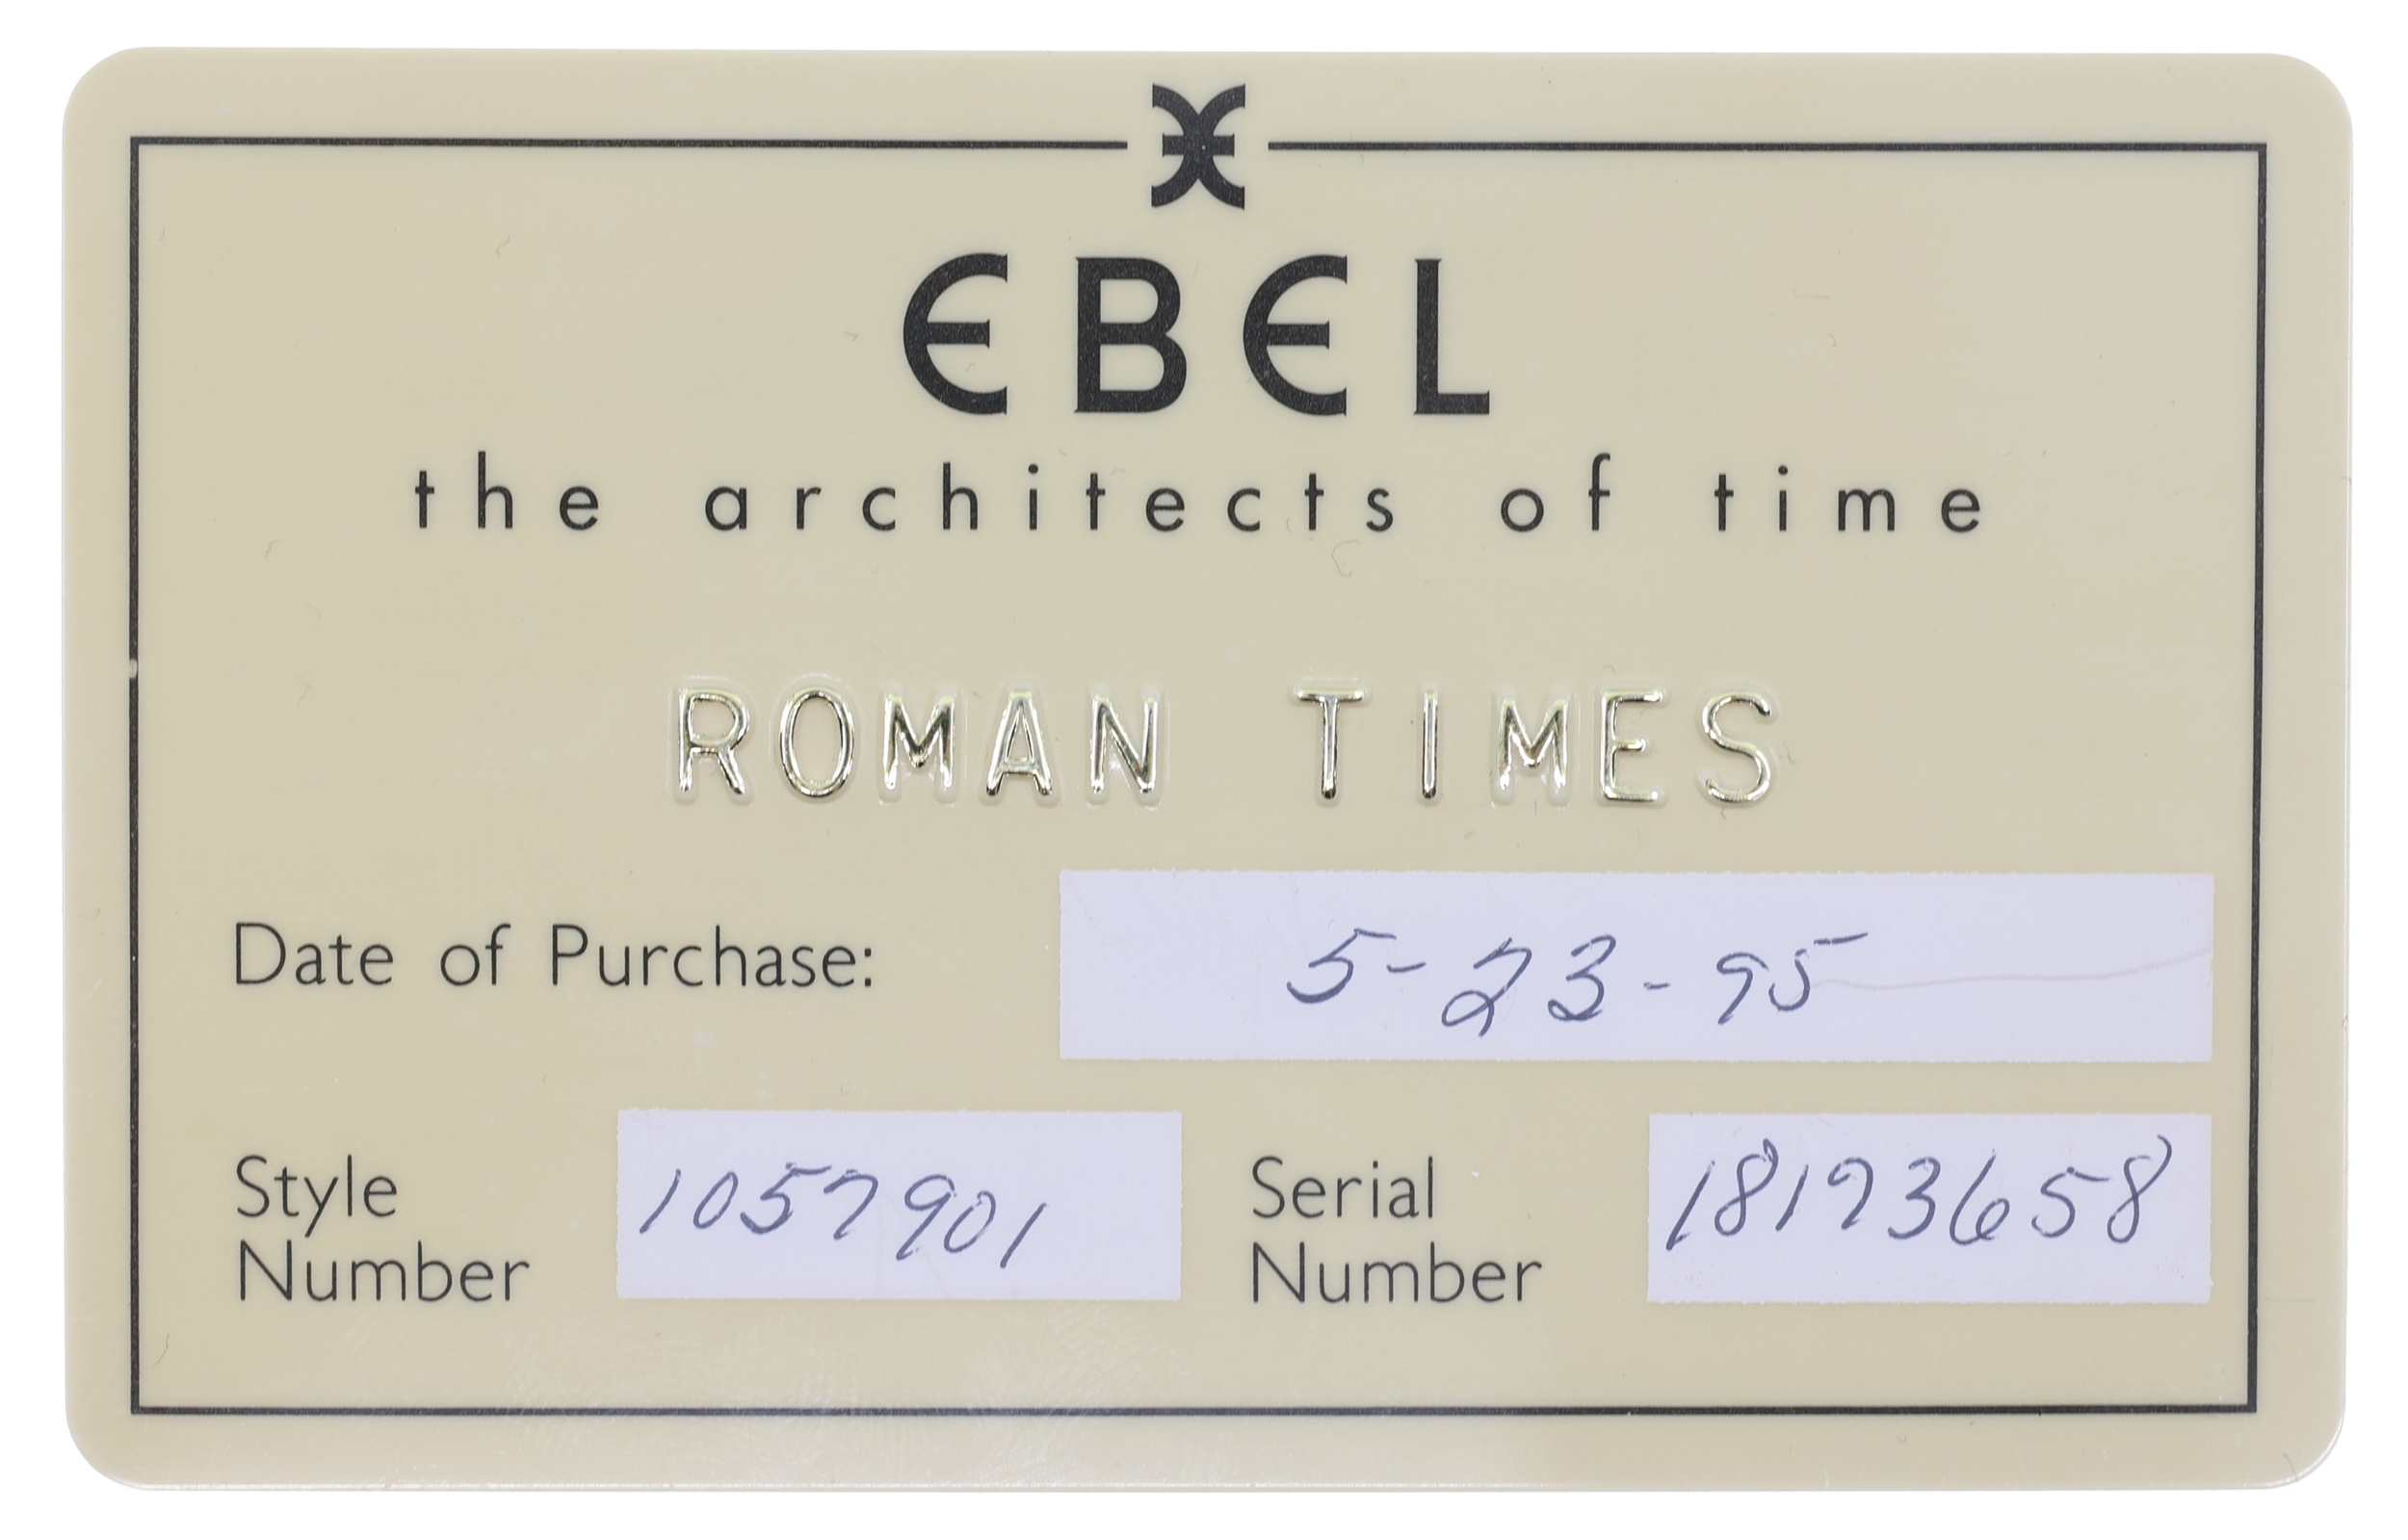 EBEL
the architects of time
ROMAN TIMES
Date of Purchase: 5-23-95
Style Number 1057901
Serial Number 18193658